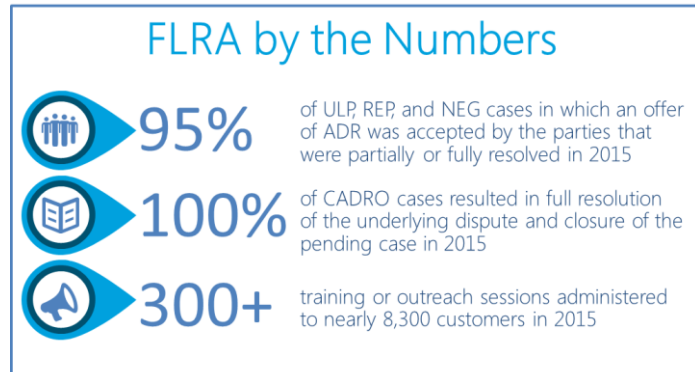 FLRA by the Numbers
95%
of ULP, REP, and NEG cases in which an offer
of ADR was accepted by the parties that
were partially or fully resolved in 2015
100%
of CADRO cases resulted in full resolution
of the underlying dispute and closure of the
pending case in 2015
300+
training or outreach sessions administered
to nearly 8,300 customers in 2015